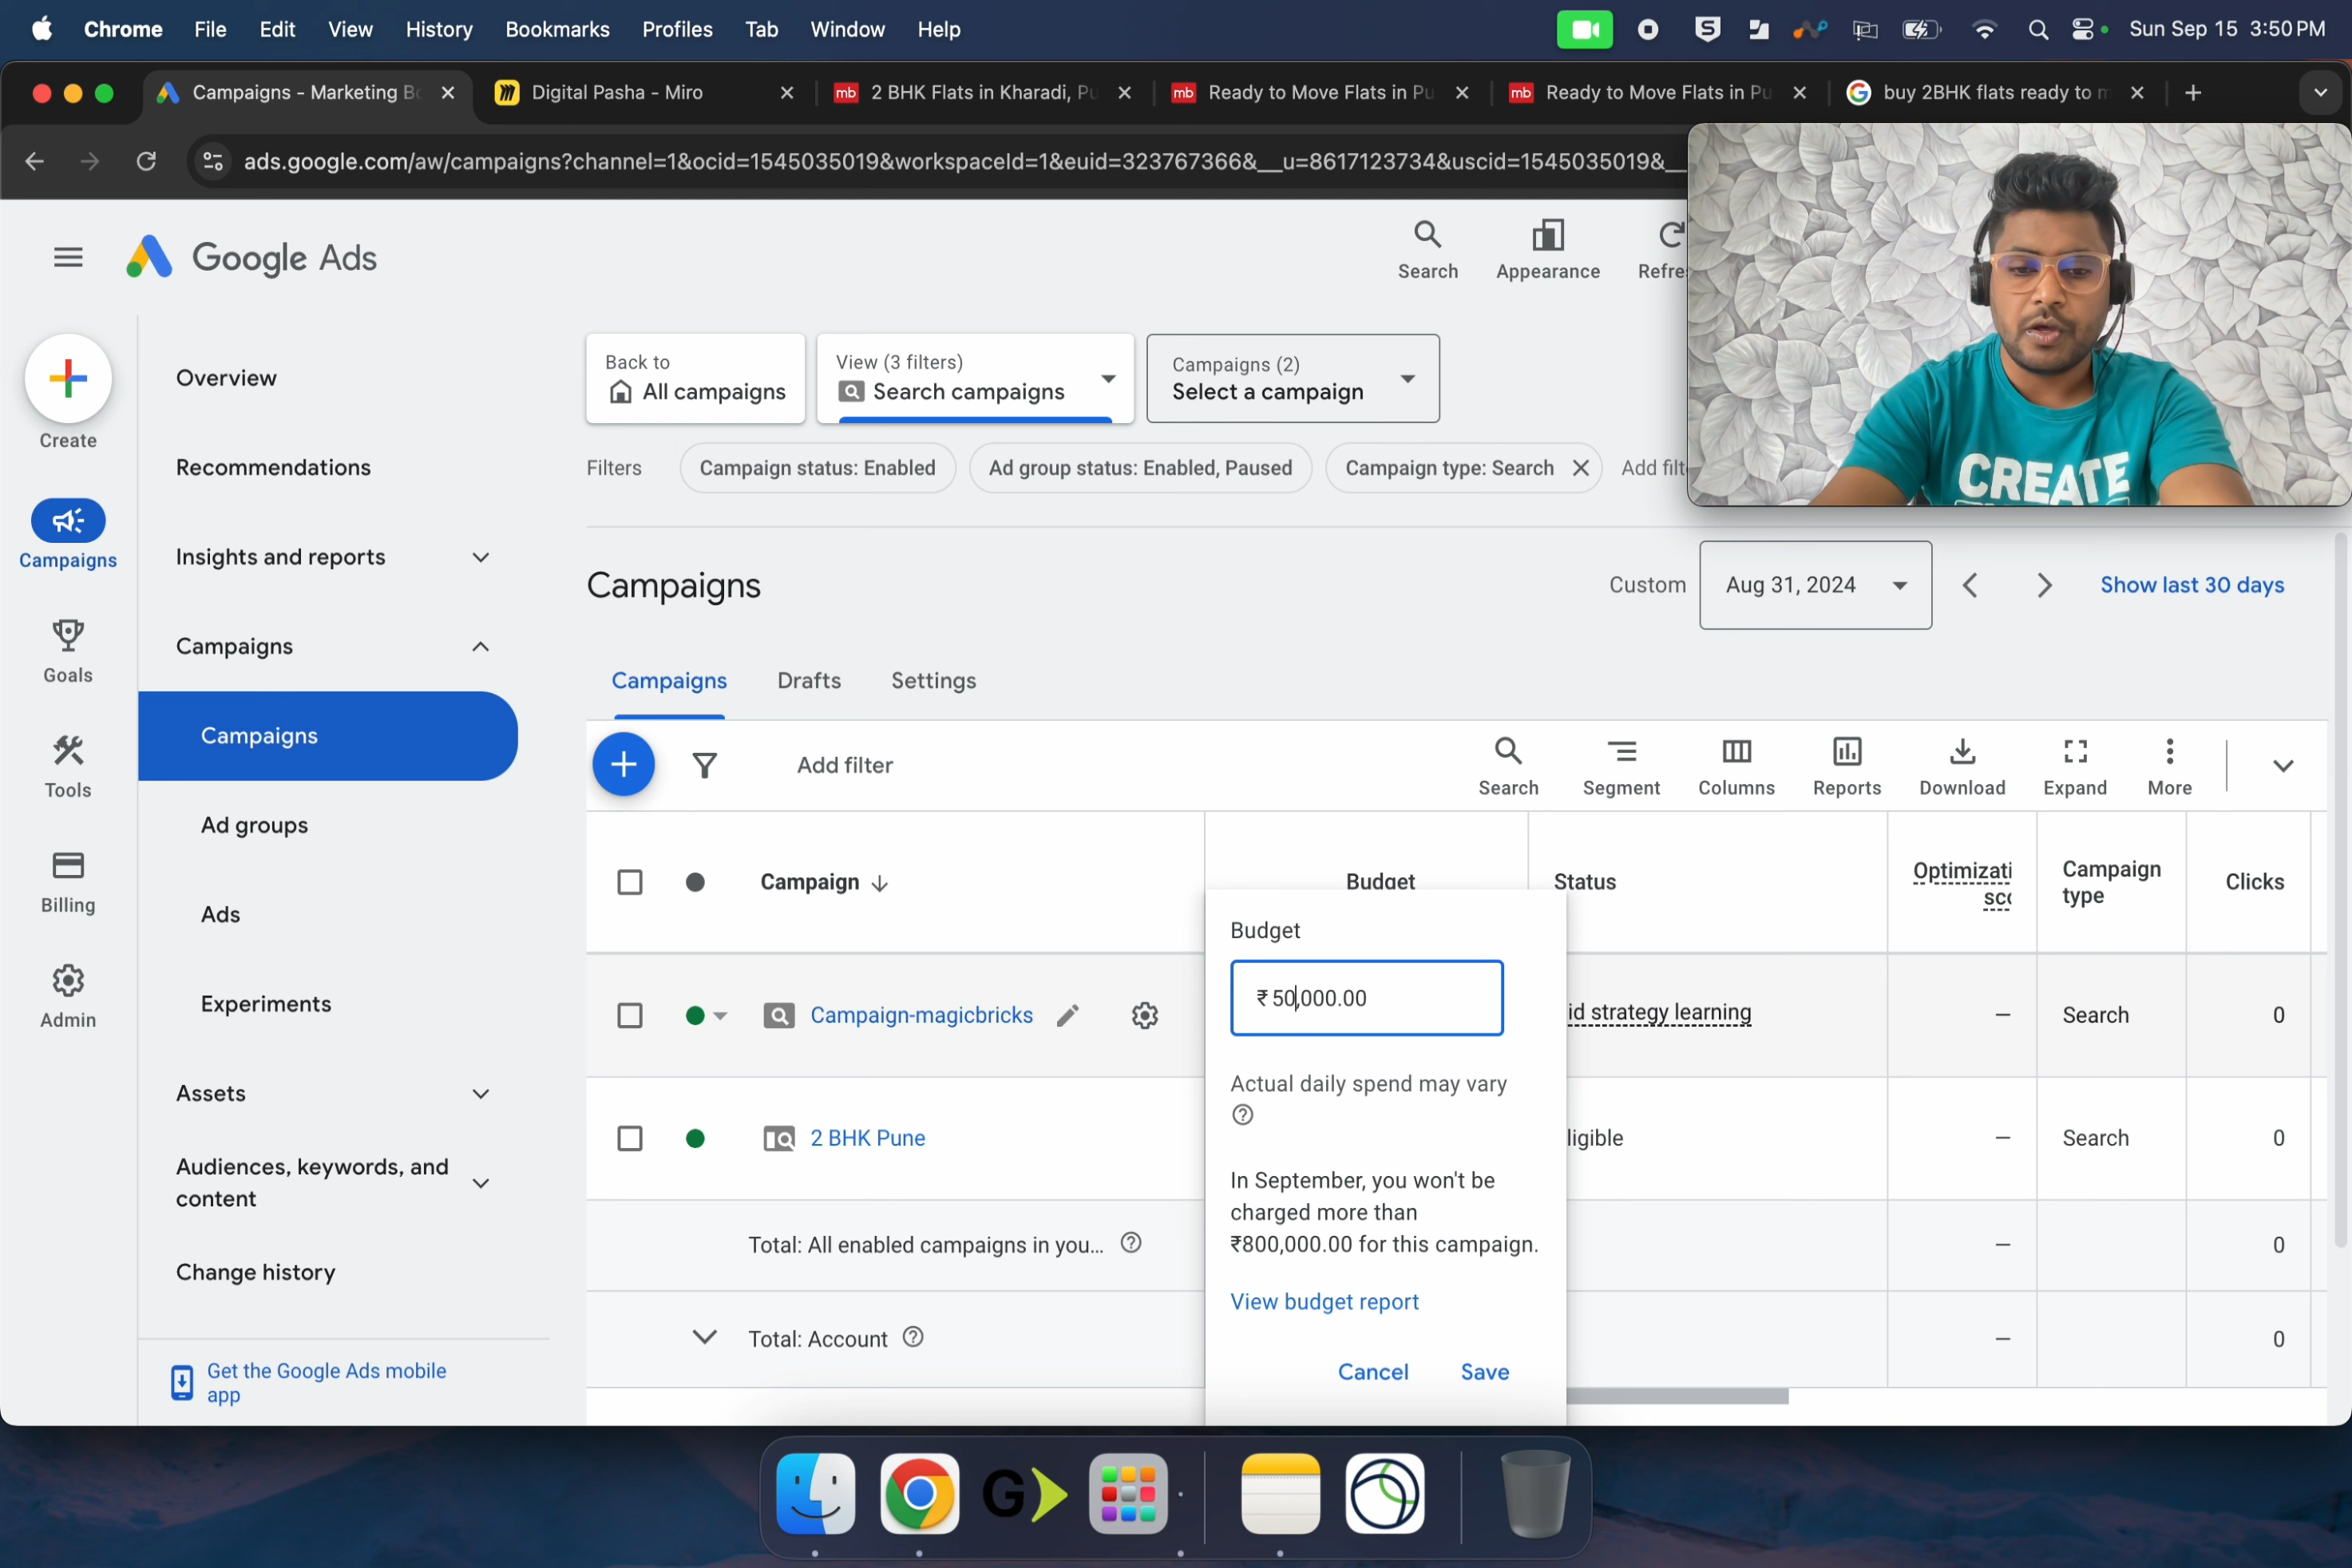 Chrome File Edit View History Bookmarks Profiles Tab Window Help Sun Sep 15 3:50 PM
Campaigns - Marketing Digital Pasha - Miro 2 BHK Flats in Kharadi, Ready to Move Flats in Ready to Move Flats in buy 2BHK flats ready to
ads.google.com/aw/campaigns?channel=1&ocid=1545035019&workspaceId=1&euid=323767366&__u=8617123734&uscid=1545035019&__
Google Ads
Search Appearance
Create
Campaigns
Goals
Tools
Billing
Admin
Overview
Recommendations
Insights and reports
Campaigns
Campaigns
Ad groups
Ads
Experiments
Assets
Audiences, keywords, and
content
Change history
Get the Google Ads mobile
app
Back to
All campaigns
View (3 filters)
Search campaigns
Campaigns (2)
Select a campaign
Filters Campaign status: Enabled Ad group status: Enabled, Paused Campaign type: Search Add
CREATE
Campaigns
Custom Aug 31, 2024 Show last 30 days
Campaigns Drafts Settings
Add filter
Search Segment Columns Reports Download Expand More
Campaign Budget Status Campaign
type Clicks
Campaign-magicbricks strategy learning — Search 0
2 BHK Pune — Search 0
Total: All enabled campaigns in you... — 0
Total: Account — 0
Budget
₹ 50,000.00
Actual daily spend may vary
In September, you won't be
charged more than
₹800,000.00 for this campaign.
View budget report
Cancel Save